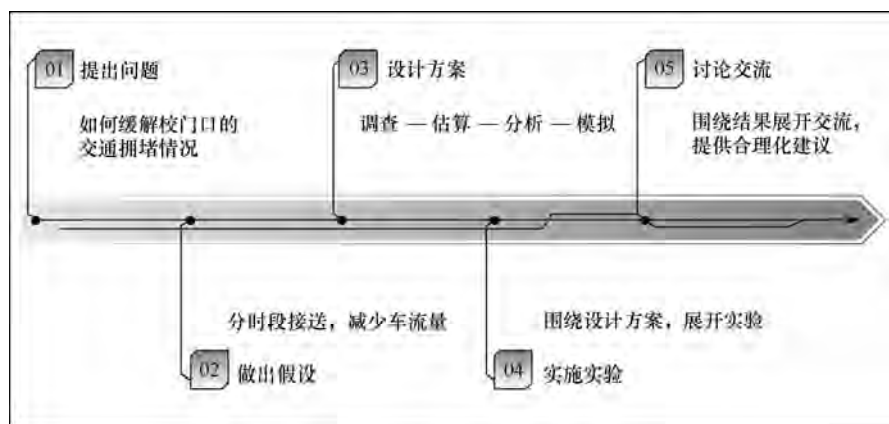 01 提出问题
如何缓解校门口的
交通拥堵情况
03 设计方案
调查 — 估算 — 分析 — 模拟
05 讨论交流
围绕结果展开交流，
提供合理化建议
分时段接送，减少车流量
02 做出假设
围绕设计方案，展开实验
04 实施实验